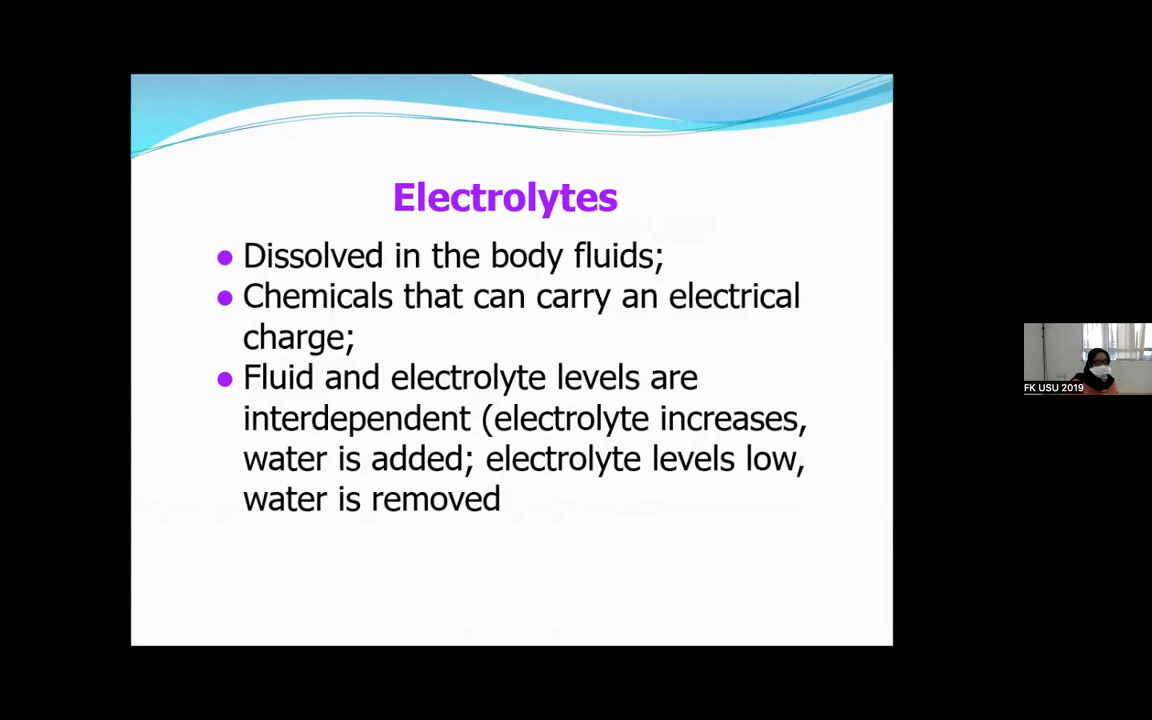 Electrolytes
● Dissolved in the body fluids;
● Chemicals that can carry an electrical
charge;
● Fluid and electrolyte levels are
interdependent (electrolyte increases,
water is added; electrolyte levels low,
water is removed
FK USU 2019